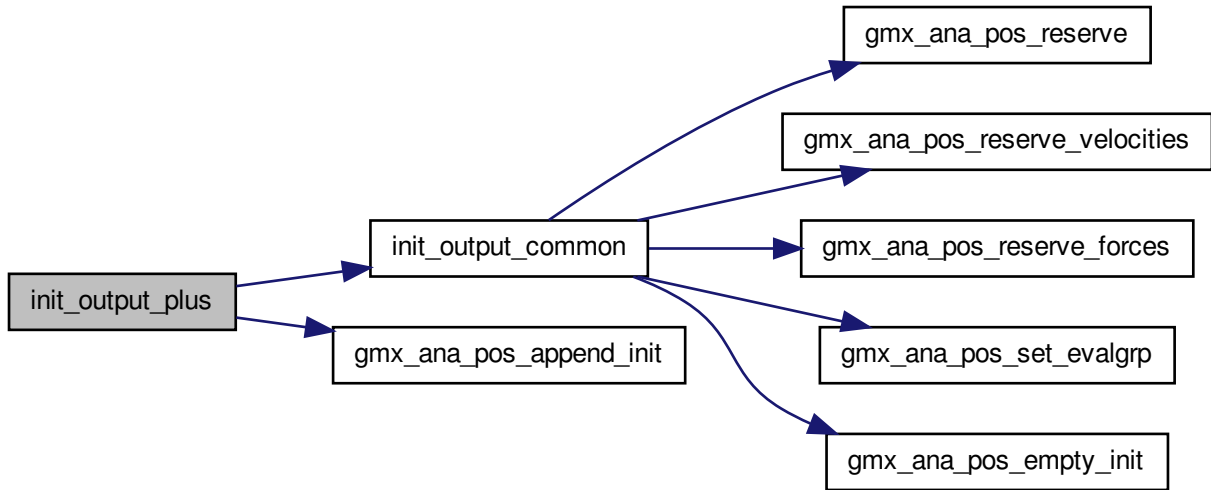 gmx_ana_pos_reserve
gmx_ana_pos_reserve_velocities
init_output_common
gmx_ana_pos_reserve_forces
init_output_plus
gmx_ana_pos_append_init
gmx_ana_pos_set_evalgrp
gmx_ana_pos_empty_init